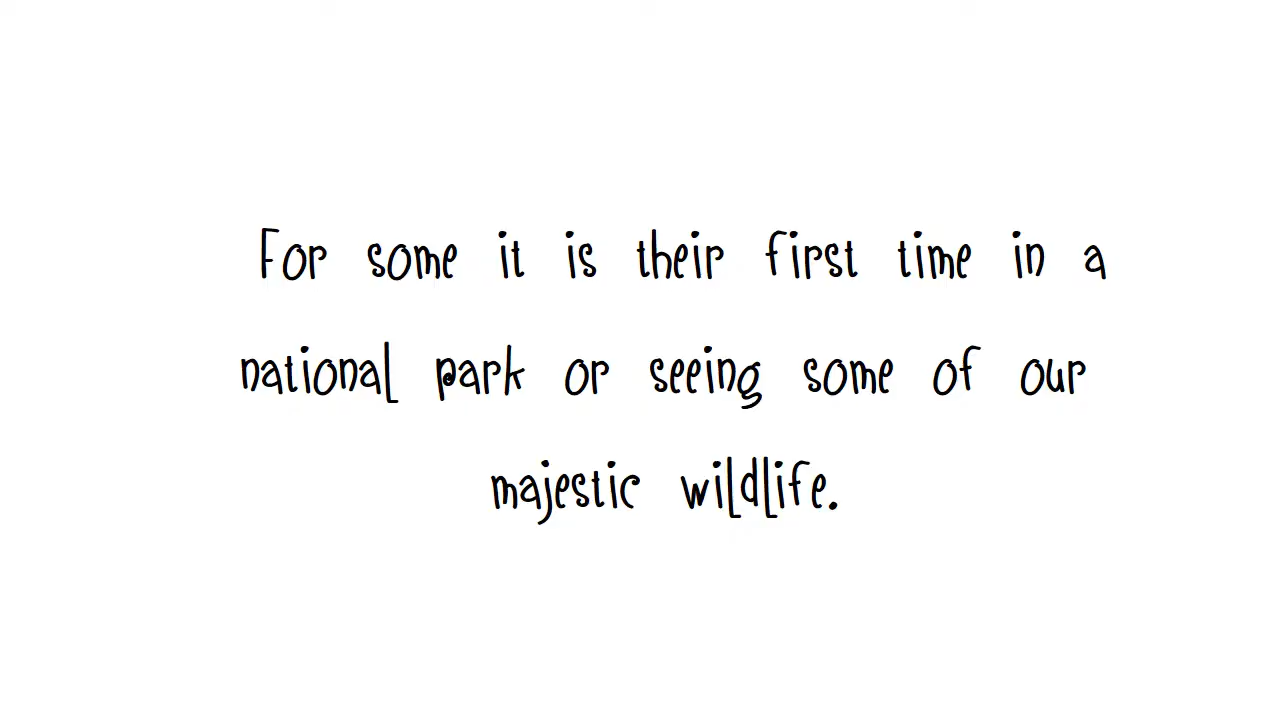 For some it is their first time in a
national park or seeing some of our
majestic wildlife.